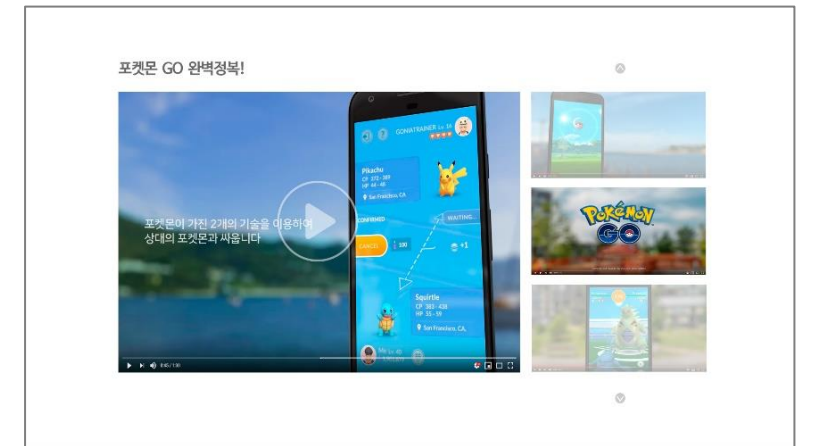 포켓몬 GO 완벽정복!
포켓몬이 가진 2개의 기술을 이용하여
상대의 포켓몬과 싸웁니다
Pikachu
San Francisco, CA
CONFIRMED
WAITING...
CANCEL
100
+1
Squirtle
San Francisco, CA
POKÉMON
GO